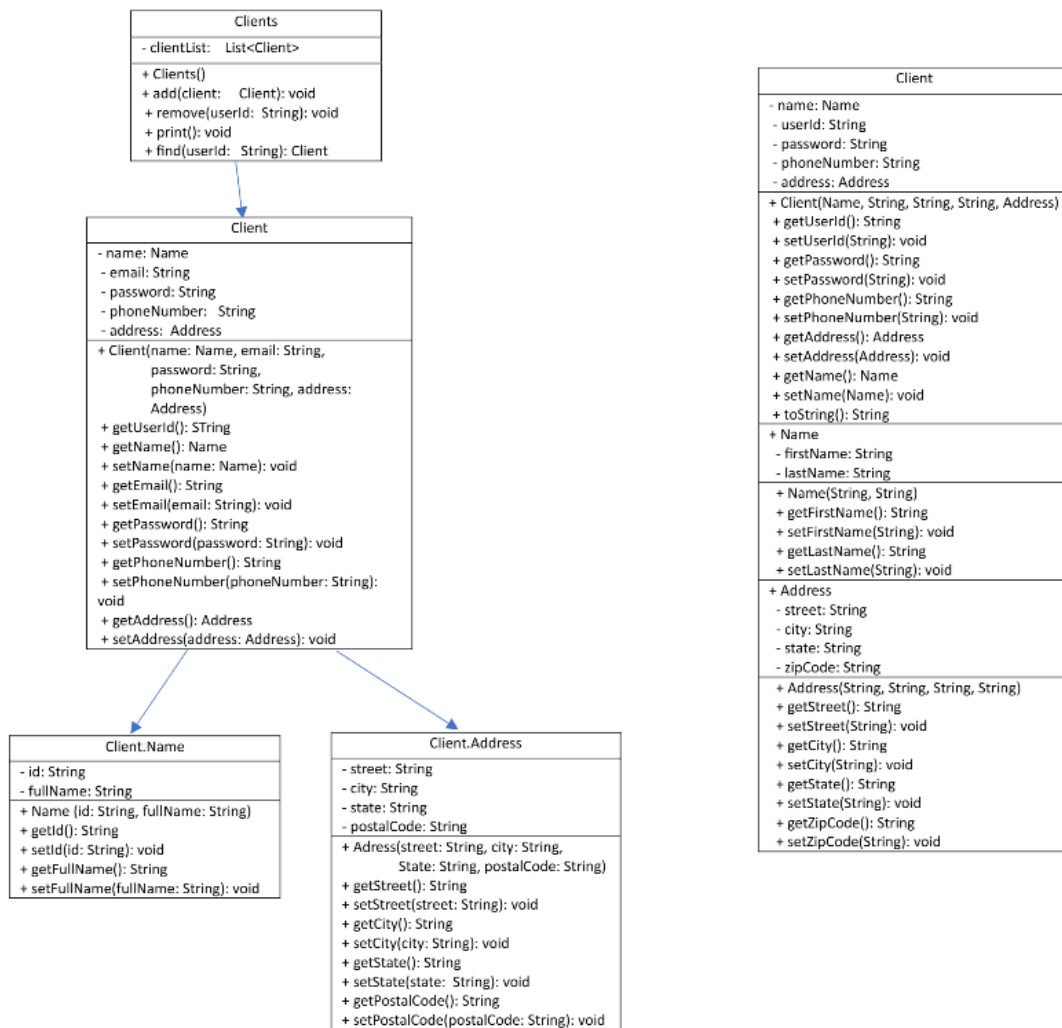 Clients
- clientList: List<Client>
+ Clients()
+ add(client: Client): void
+ remove(userId: String): void
+ print(): void
+ find(userId: String): Client
Client
- name: Name
- email: String
- password: String
- phoneNumber: String
- address: Address
+ Client(name: Name, email: String,
password: String,
phoneNumber: String, address:
Address)
+ getUserId(): STring
+ getName(): Name
+ setName(name: Name): void
+ getEmail(): String
+ setEmail(email: String): void
+ getPassword(): String
+ setPassword(password: String): void
+ getPhoneNumber(): String
+ setPhoneNumber(phoneNumber: String):
void
+ getAddress(): Address
+ setAddress(address: Address): void
Client.Name
- id: String
- fullName: String
+ Name (id: String, fullName: String)
+ getId(): String
+ setId(id: String): void
+ getFullName(): String
+ setFullName(fullName: String): void
Client.Address
- street: String
- city: String
- state: String
- postalCode: String
+ Adress(street: String, city: String,
State: String, postalCode: String)
+ getStreet(): String
+ setStreet(street: String): void
+ getCity(): String
+ setCity(city: String): void
+ getState(): String
+ setState(state: String): void
+ getPostalCode(): String
+ setPostalCode(postalCode: String): void
Client
- name: Name
- userId: String
- password: String
- phoneNumber: String
- address: Address
+ Client(Name, String, String, String, Address)
+ getUserId(): String
+ setUserId(String): void
+ getPassword(): String
+ setPassword(String): void
+ getPhoneNumber(): String
+ setPhoneNumber(String): void
+ getAddress(): Address
+ setAddress(Address): void
+ getName(): Name
+ setName(Name): void
+ toString(): String
+ Name
- firstName: String
- lastName: String
+ Name(String, String)
+ getFirstName(): String
+ setFirstName(String): void
+ getLastName(): String
+ setLastName(String): void
+ Address
- street: String
- city: String
- state: String
- zipCode: String
+ Address(String, String, String, String)
+ getStreet(): String
+ setStreet(String): void
+ getCity(): String
+ setCity(String): void
+ getState(): String
+ setState(String): void
+ getZipCode(): String
+ setZipCode(String): void